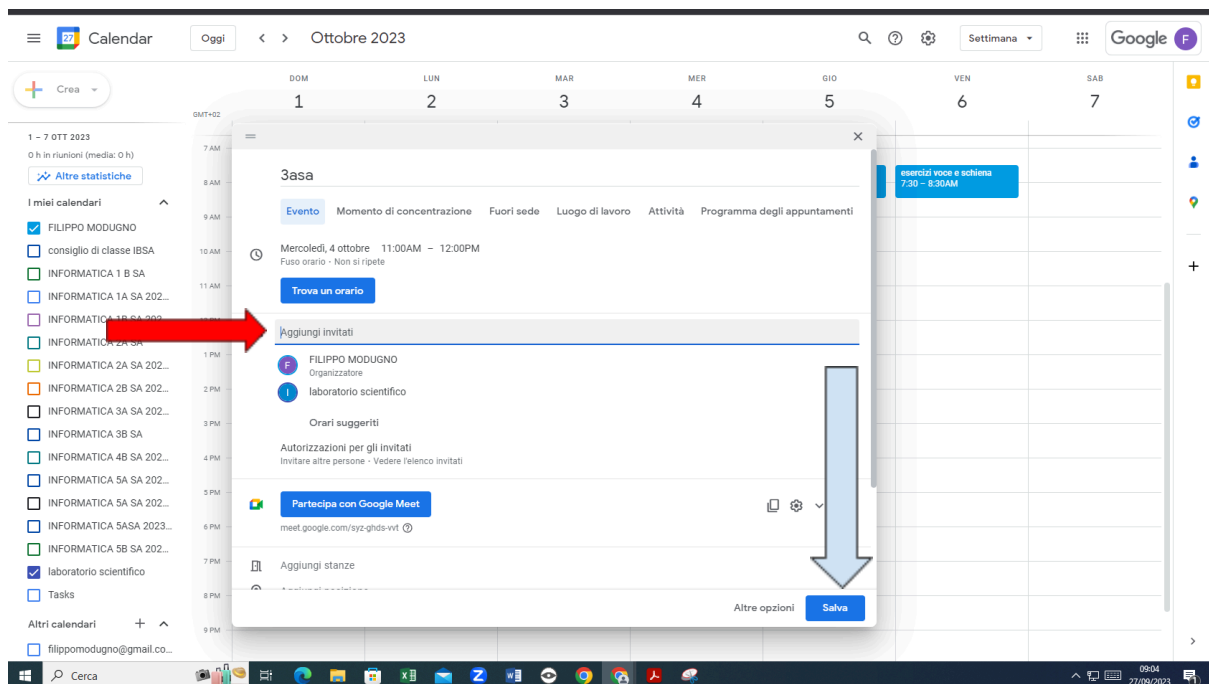 27 Calendar Oggi Ottobre 2023 Settimana Google F
Crea
DOM LUN MAR MER GIO VEN SAB
GMT+02 1 2 3 4 5 6 7
1 – 7 OTT 2023
0 h in riunioni (media: 0 h)
Altre statistiche
I miei calendari
FILIPPO MODUGNO
consiglio di classe IBSA
INFORMATICA 1 B SA
INFORMATICA 1A SA 202...
INFORMATICA 1B SA 202...
INFORMATICA 2A SA
INFORMATICA 2A SA 202...
INFORMATICA 2B SA 202...
INFORMATICA 3A SA 202...
INFORMATICA 3B SA
INFORMATICA 4B SA 202...
INFORMATICA 5A SA 202...
INFORMATICA 5A SA 202...
INFORMATICA 5ASA 2023...
INFORMATICA 5B SA 202...
laboratorio scientifico
Tasks
Altri calendari
filippomodugno@gmail.co...
7 AM
8 AM
9 AM
10 AM
11 AM
1 PM
2 PM
3 PM
4 PM
5 PM
6 PM
7 PM
8 PM
9 PM
3asa
Evento Momento di concentrazione Fuori sede Luogo di lavoro Attività Programma degli appuntamenti
Mercoledì, 4 ottobre 11:00AM – 12:00PM
Fuso orario - Non si ripete
Trova un orario
Aggiungi invitati
F FILIPPO MODUGNO
Organizzatore
l laboratorio scientifico
Orari suggeriti
Autorizzazioni per gli invitati
Invitare altre persone - Vedere l'elenco invitati
Partecipa con Google Meet
meet.google.com/syz-ghds-vvt
Aggiungi stanze
Altre opzioni Salva
esercizi voce e schiena
7:30 – 8:30AM
Cerca
09:04
27/09/2023